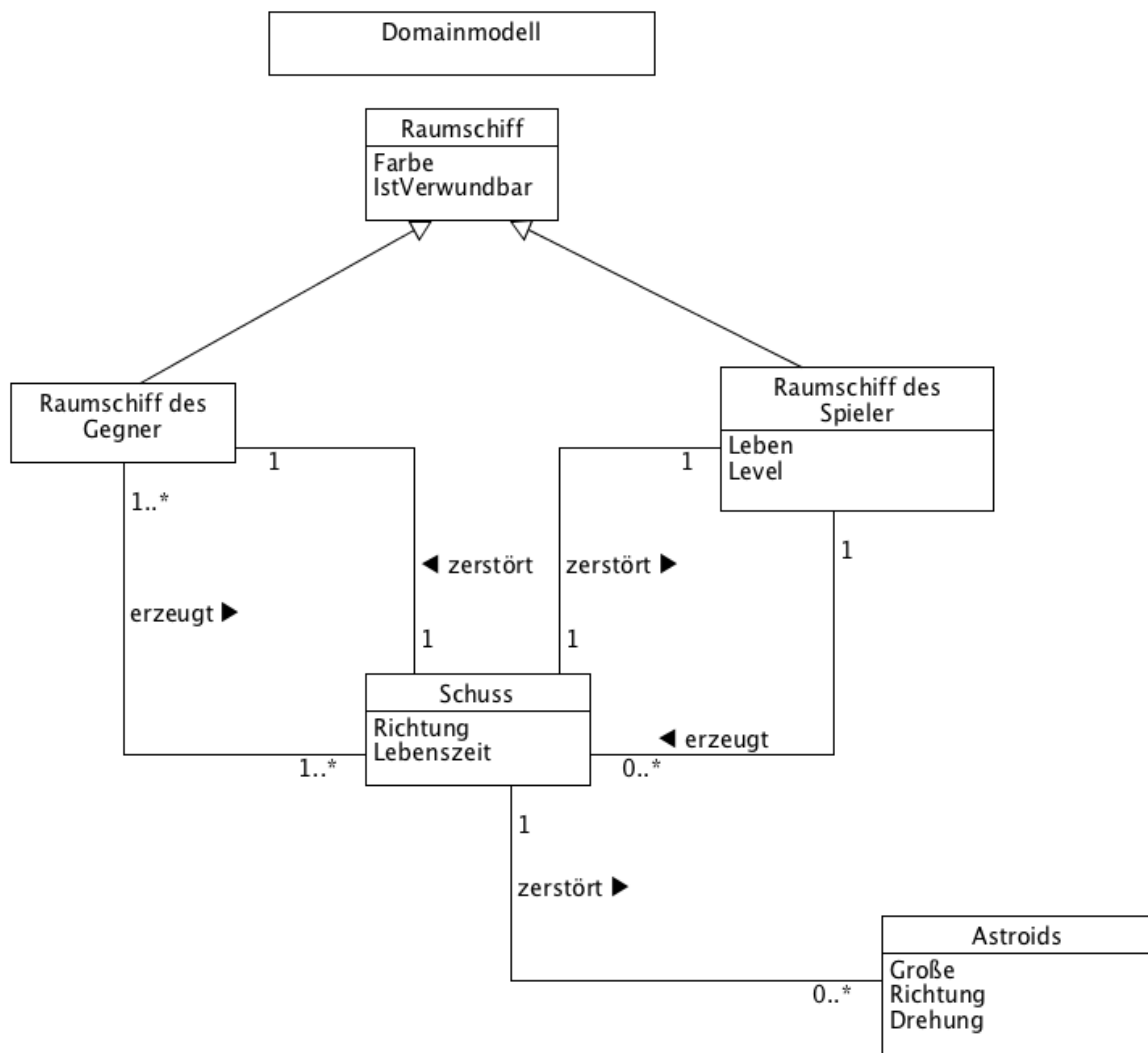 Domainmodell
Raumschiff
Farbe
IstVerwundbar
Raumschiff des
Gegner
Raumschiff des
Spieler
Leben
Level
1
1
1..*
1
◀ zerstört
zerstört ▶
erzeugt ▶
1
1
Schuss
Richtung
Lebenszeit
◀ erzeugt
1..*
0..*
1
zerstört ▶
Astroids
Große
Richtung
Drehung
0..*